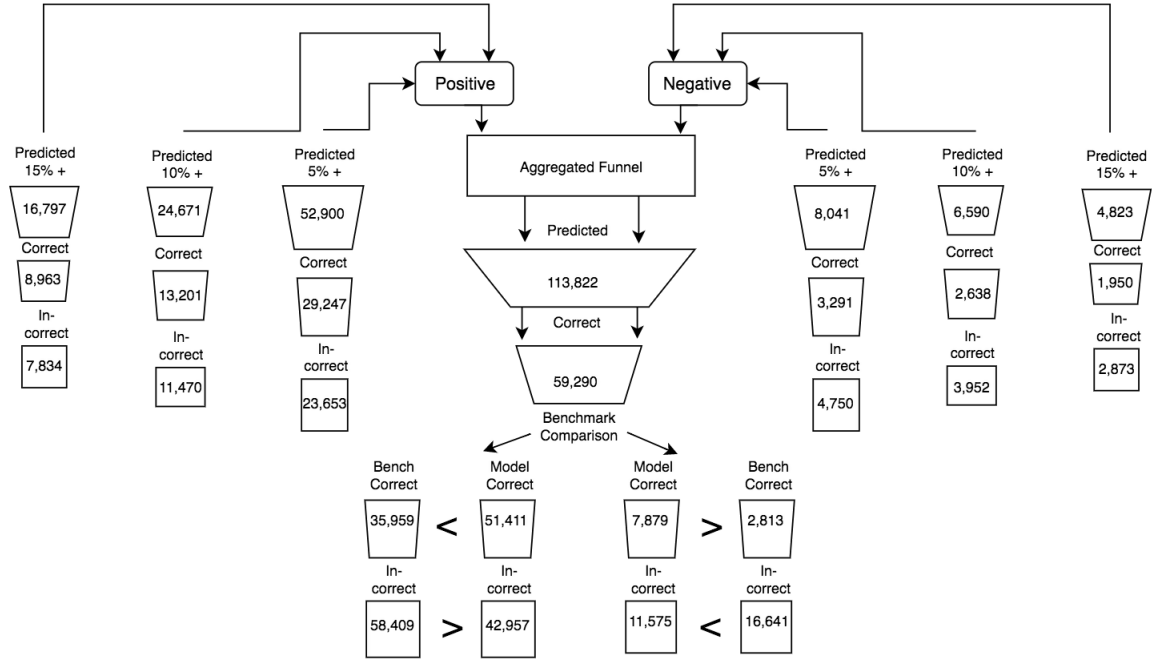 Positive
Negative
Predicted
15% +
16,797
Correct
8,963
In-
correct
7,834
Predicted
10% +
24,671
Correct
13,201
In-
correct
11,470
Predicted
5% +
52,900
Correct
29,247
In-
correct
23,653
Aggregated Funnel
Predicted
113,822
Correct
59,290
Benchmark
Comparison
Predicted
5% +
8,041
Correct
3,291
In-
correct
4,750
Predicted
10% +
6,590
Correct
2,638
In-
correct
3,952
Predicted
15% +
4,823
Correct
1,950
In-
correct
2,873
Bench
Correct
35,959
<
Model
Correct
51,411
In-
correct
58,409
>
In-
correct
42,957
Model
Correct
7,879
>
Bench
Correct
2,813
In-
correct
11,575
<
In-
correct
16,641